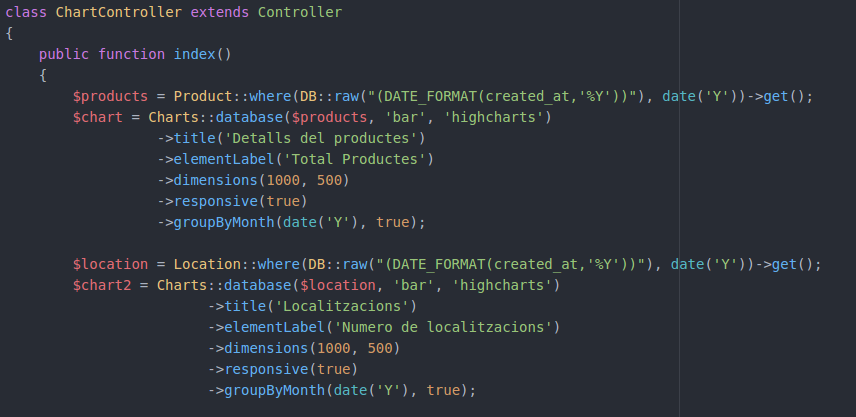 class ChartController extends Controller
{
    public function index()
    {
        $products = Product::where(DB::raw("(DATE_FORMAT(created_at,'%Y'))"), date('Y'))->get();
        $chart = Charts::database($products, 'bar', 'highcharts')
                  ->title('Detalls del productes')
                  ->elementLabel('Total Productes')
                  ->dimensions(1000, 500)
                  ->responsive(true)
                  ->groupByMonth(date('Y'), true);

        $location = Location::where(DB::raw("(DATE_FORMAT(created_at,'%Y'))"), date('Y'))->get();
        $chart2 = Charts::database($location, 'bar', 'highcharts')
                        ->title('Localitzacions')
                        ->elementLabel('Numero de localitzacions')
                        ->dimensions(1000, 500)
                        ->responsive(true)
                        ->groupByMonth(date('Y'), true);